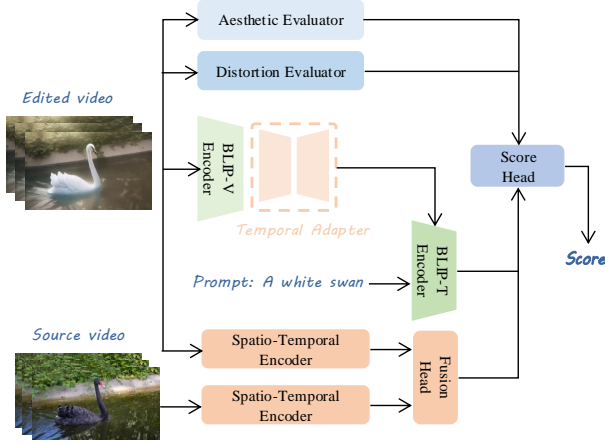 Aesthetic Evaluator
Distortion Evaluator
Edited video
BLIP-V
Encoder
Temporal Adapter
Score
Head
Score
BLIP-T
Encoder
Prompt: A white swan
Source video
Spatio-Temporal
Encoder
Spatio-Temporal
Encoder
Fusion
Head